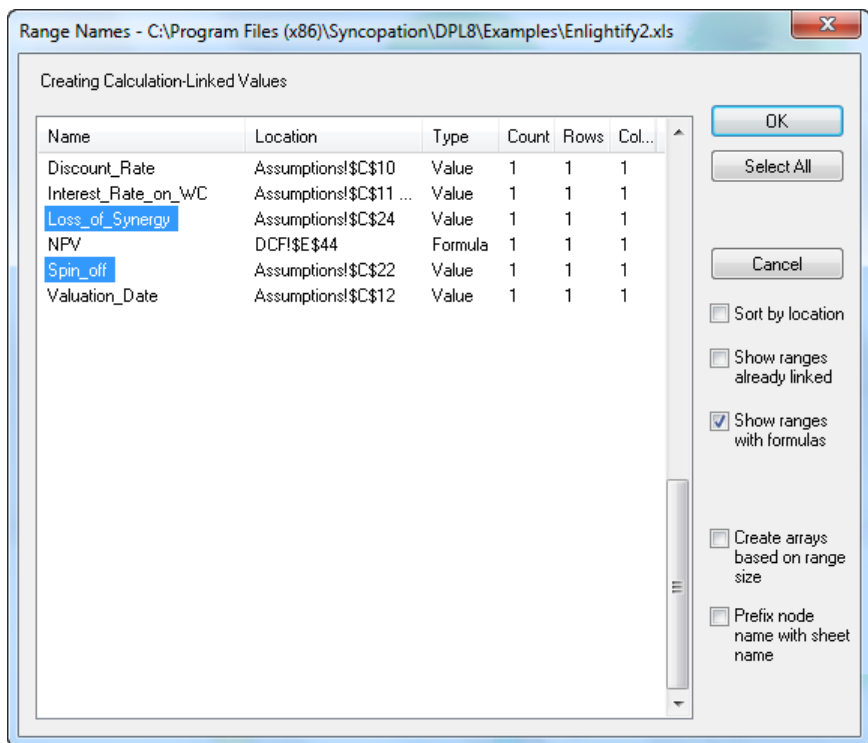 Range Names - C:\Program Files (x86)\Syncopation\DPL8\Examples\Enlightify2.xls
Creating Calculation-Linked Values
Name Location Type Count Rows Col...
Discount_Rate Assumptions!$C$10 Value 1 1 1
Interest_Rate_on_WC Assumptions!$C$11 ... Value 1 1 1
Loss_of_Synergy Assumptions!$C$24 Value 1 1 1
NPV DCF!$E$44 Formula 1 1 1
Spin_off Assumptions!$C$22 Value 1 1 1
Valuation_Date Assumptions!$C$12 Value 1 1 1
OK
Select All
Cancel
Sort by location
Show ranges
already linked
Show ranges
with formulas
Create arrays
based on range
size
Prefix node
name with sheet
name